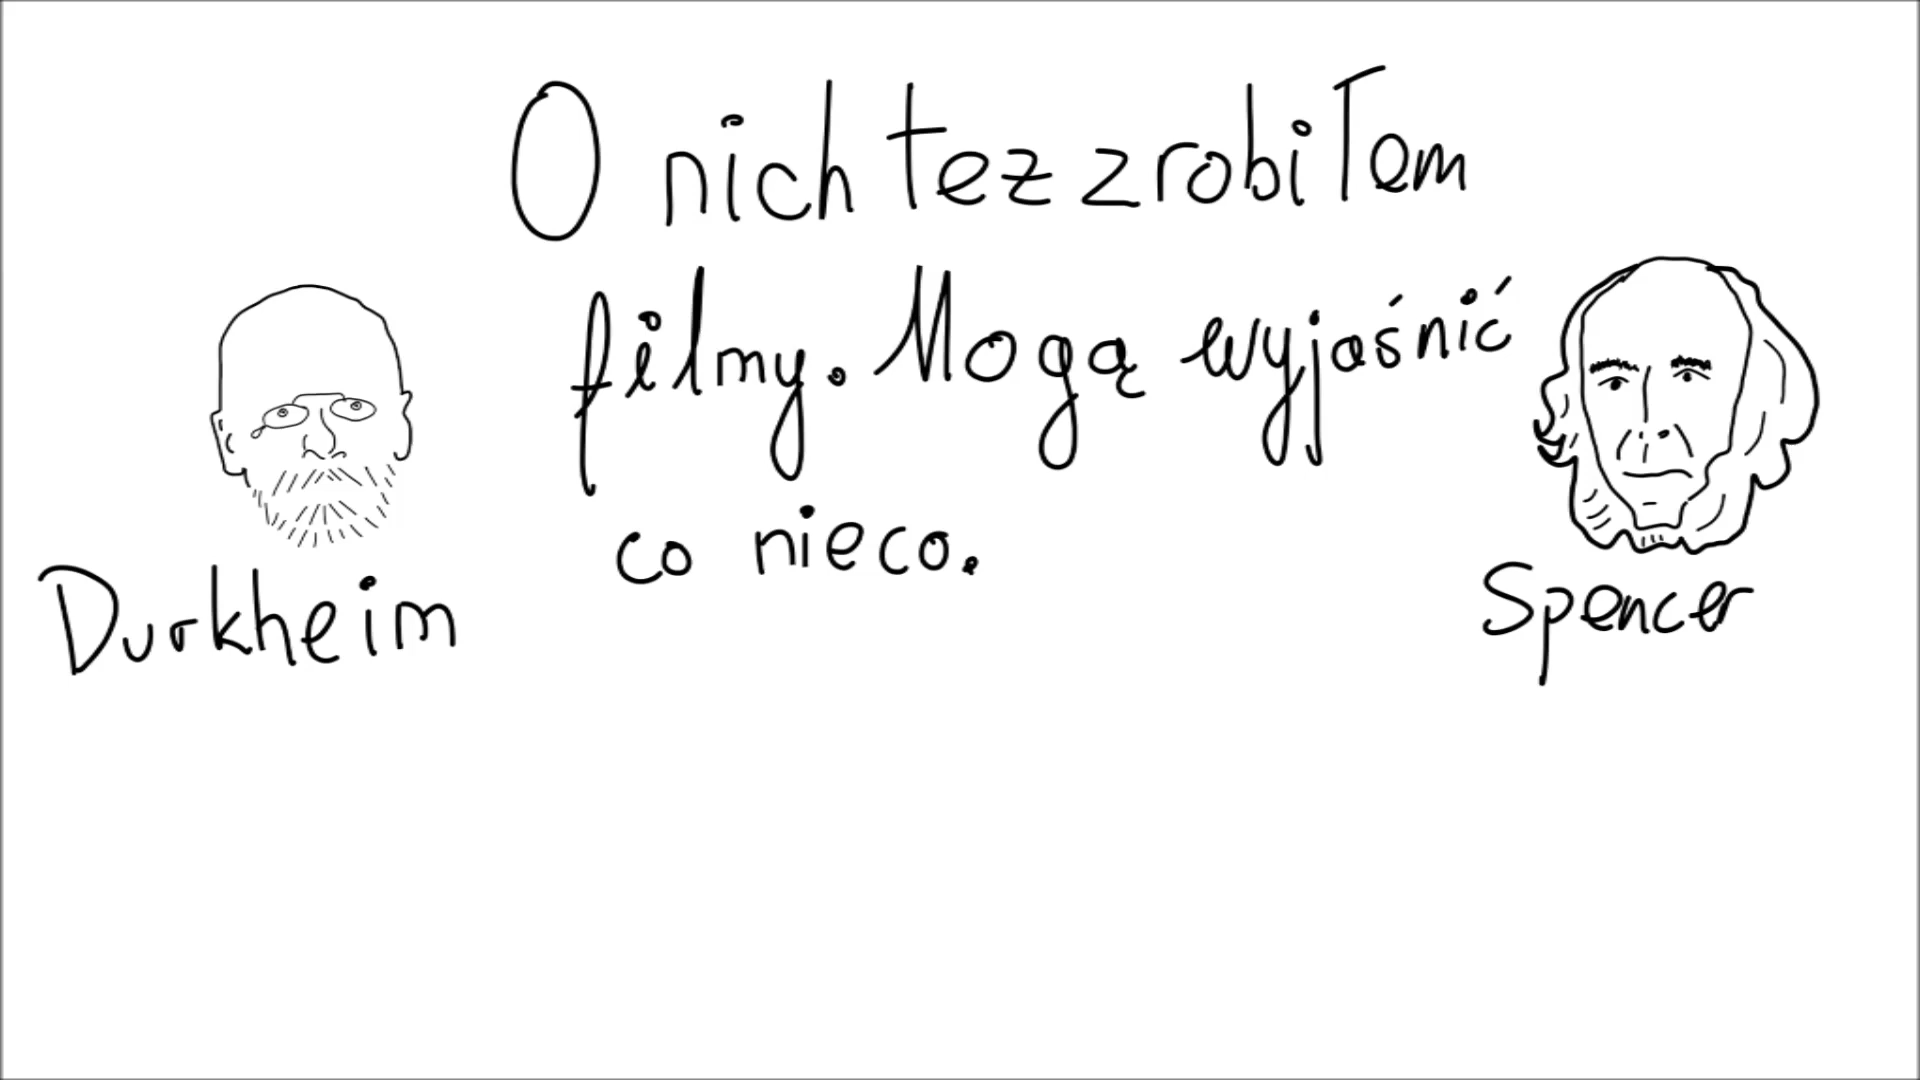 O nich też zrobiłem
filmy. Mogą wyjaśnić
co nieco.
Durkheim
Spencer